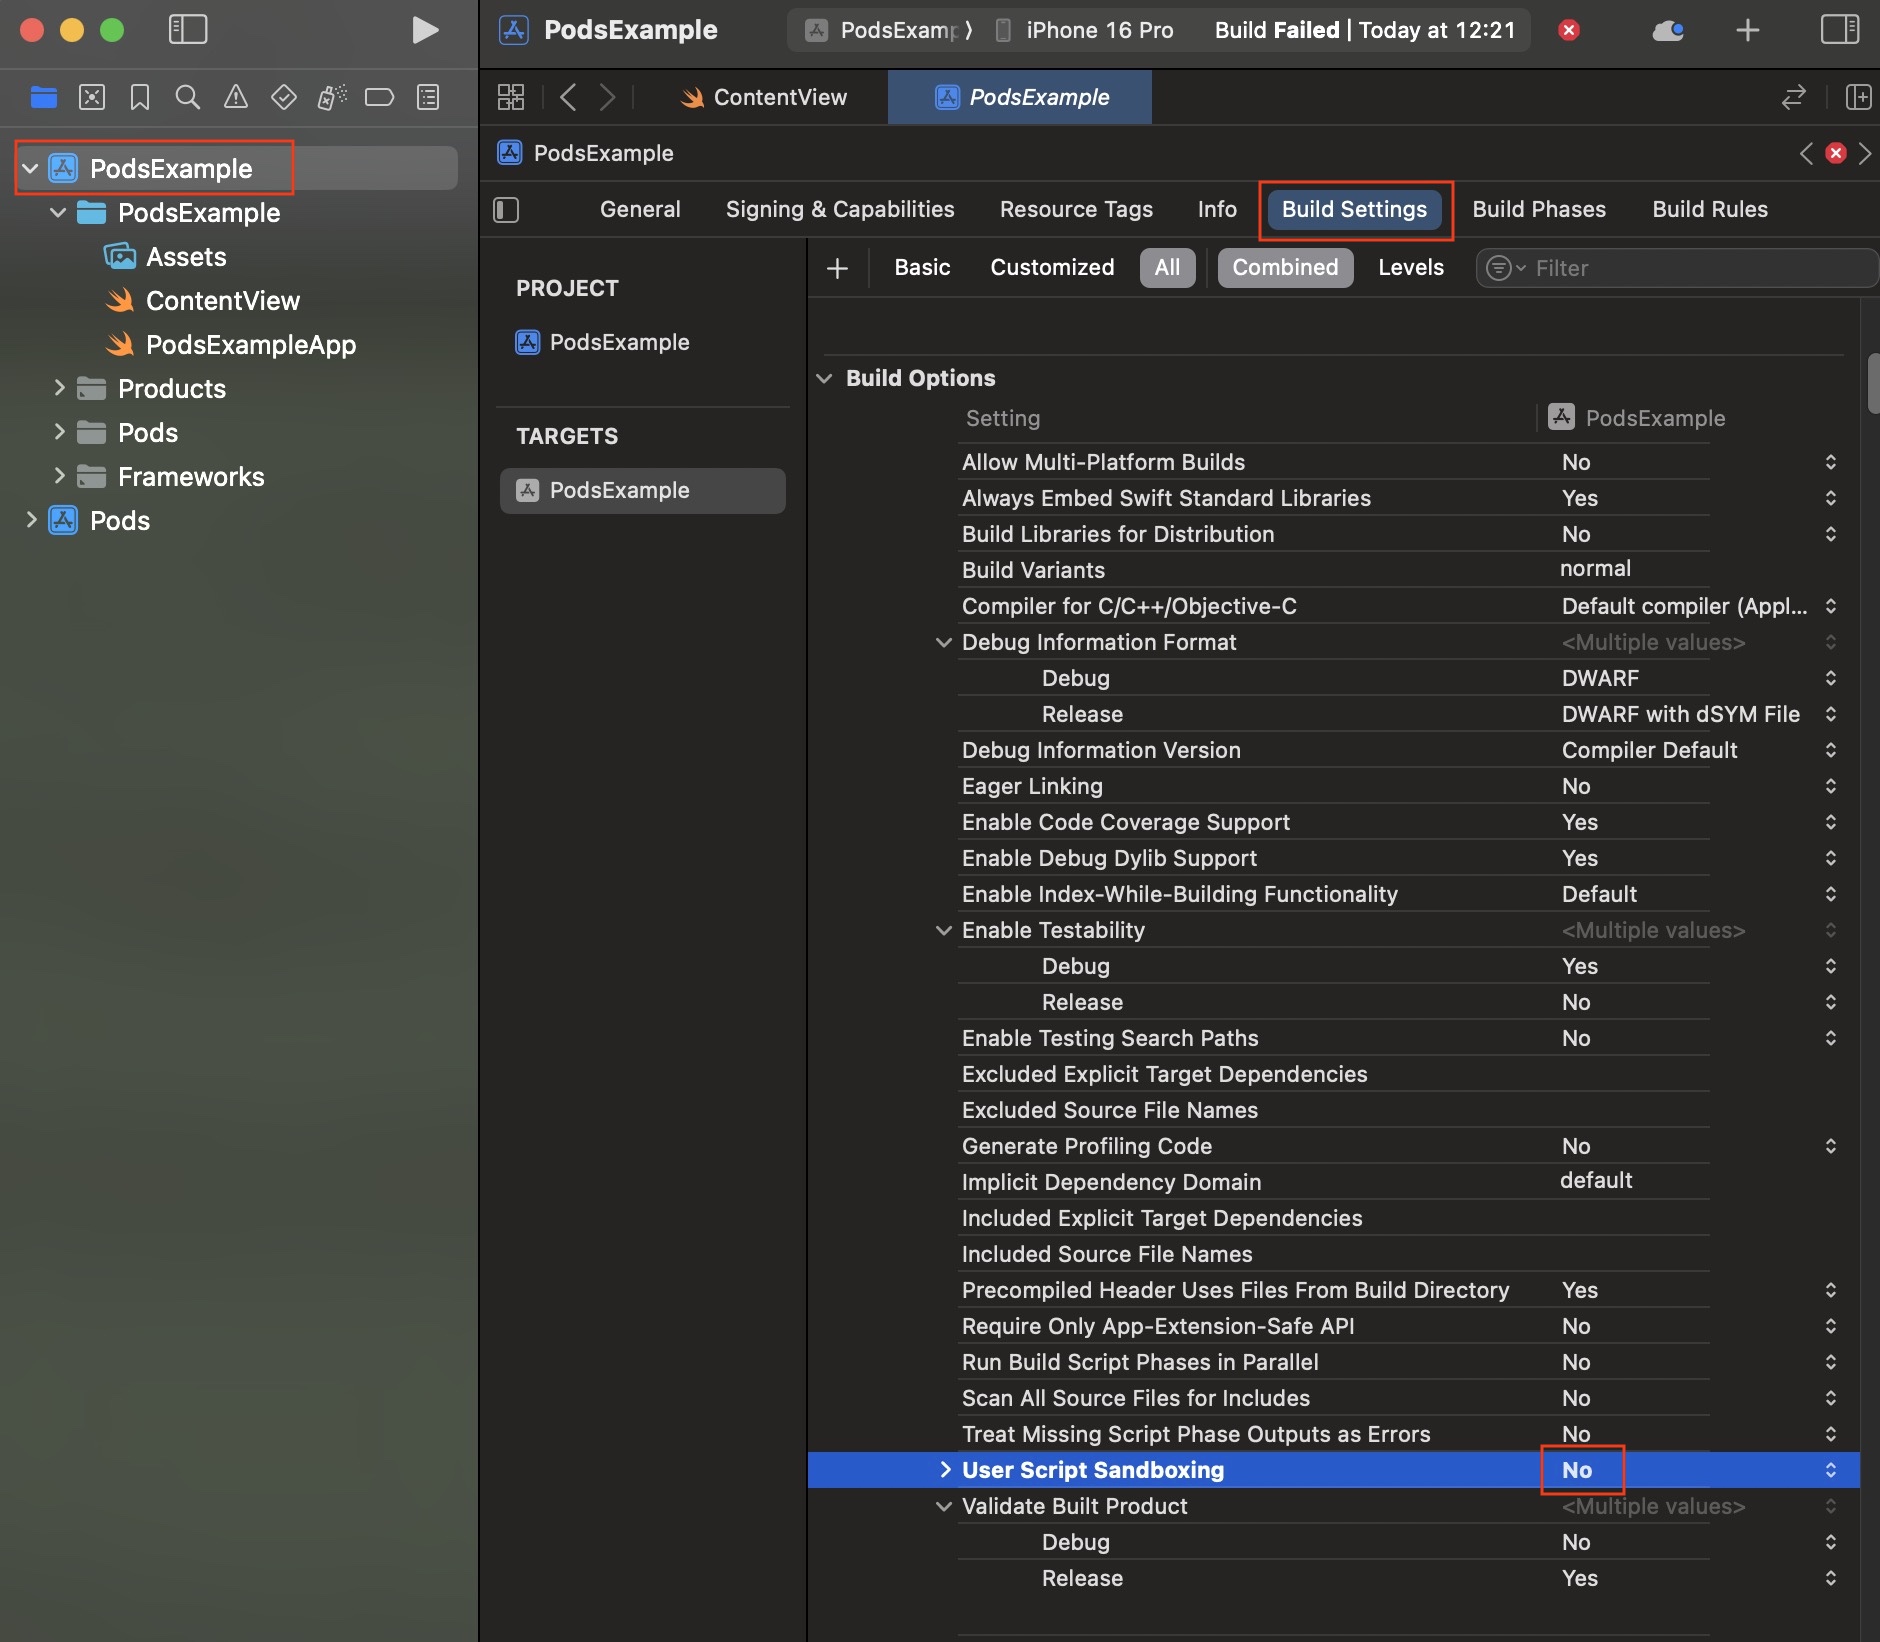 PodsExample
PodsExamp
iPhone 16 Pro
Build Failed | Today at 12:21
ContentView
PodsExample
PodsExample
PodsExample
Assets
ContentView
PodsExampleApp
Products
Pods
Frameworks
Pods
PodsExample
General
Signing & Capabilities
Resource Tags
Info
Build Settings
Build Phases
Build Rules
PROJECT
PodsExample
TARGETS
PodsExample
Basic
Customized
All
Combined
Levels
Filter
Build Options
Setting PodsExample
Allow Multi-Platform Builds No
Always Embed Swift Standard Libraries Yes
Build Libraries for Distribution No
Build Variants normal
Compiler for C/C++/Objective-C Default compiler (Appl...
Debug Information Format <Multiple values>
Debug DWARF
Release DWARF with dSYM File
Debug Information Version Compiler Default
Eager Linking No
Enable Code Coverage Support Yes
Enable Debug Dylib Support Yes
Enable Index-While-Building Functionality Default
Enable Testability <Multiple values>
Debug Yes
Release No
Enable Testing Search Paths No
Excluded Explicit Target Dependencies
Excluded Source File Names
Generate Profiling Code No
Implicit Dependency Domain default
Included Explicit Target Dependencies
Included Source File Names
Precompiled Header Uses Files From Build Directory Yes
Require Only App-Extension-Safe API No
Run Build Script Phases in Parallel No
Scan All Source Files for Includes No
Treat Missing Script Phase Outputs as Errors No
User Script Sandboxing No
Validate Built Product <Multiple values>
Debug No
Release Yes